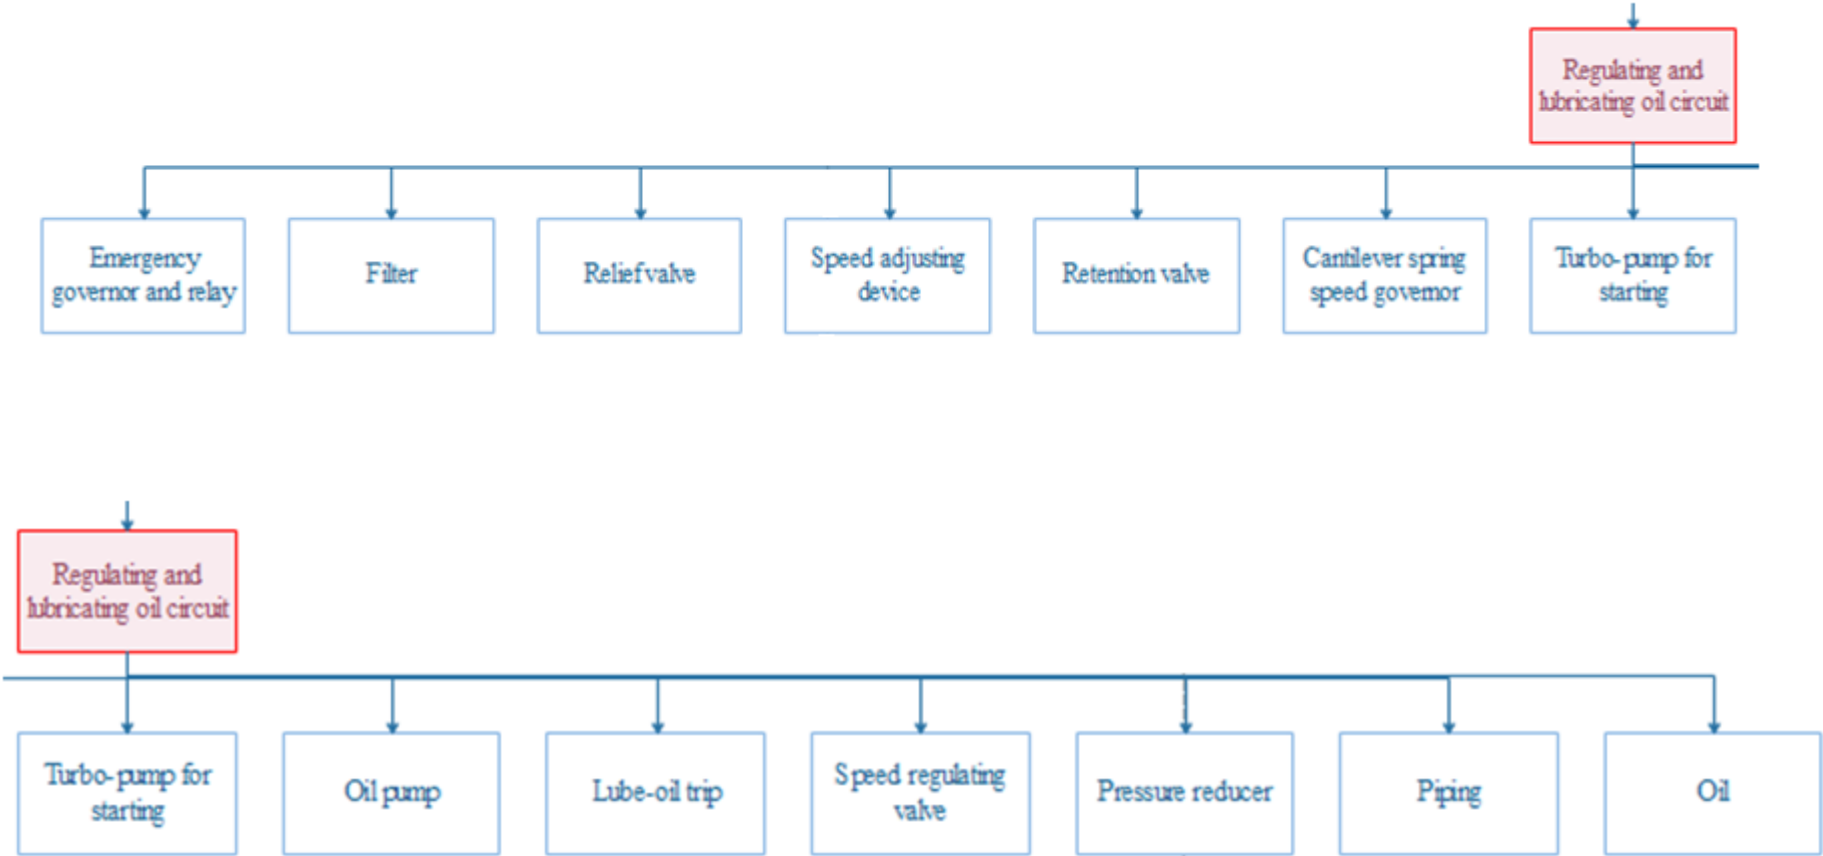 Regulating and
lubricating oil circuit
Emergency
governor and relay
Filter
Relief valve
Speed adjusting
device
Retention valve
Cantilever spring
speed governor
Turbo-pump for
starting
Regulating and
lubricating oil circuit
Turbo-pump for
starting
Oil pump
Lube-oil trip
Speed regulating
valve
Pressure reducer
Piping
Oil